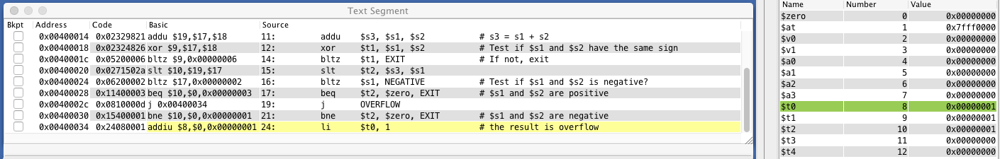 Text Segment
Bkpt Address Code Basic Source
0x00400014 0x02329821 addu $19,$17,$18 11: addu $s3, $s1, $s2 # s3 = s1 + s2
0x00400018 0x02324826 xor $9,$17,$18 12: xor $t1, $s1, $s2 # Test if $s1 and $s2 have the same sign
0x0040001c 0x05200006 bltz $9,0x00000006 14: bltz $t1, EXIT # If not, exit
0x00400020 0x0271502a slt $10,$19,$17 15: slt $t2, $s3, $s1
0x00400024 0x06200002 bltz $17,0x00000002 16: bltz $s1, NEGATIVE # Test if $s1 and $s2 is negative?
0x00400028 0x11400003 beq $10,$0,0x00000003 17: beq $t2, $zero, EXIT # $s1 and $s2 are positive
0x0040002c 0x0810000d j 0x00400034 19: j OVERFLOW
0x00400030 0x15400001 bne $10,$0,0x00000001 21: bne $t2, $zero, EXIT # $s1 and $s2 are negative
0x00400034 0x24080001 addiu $8,$0,0x00000001 24: li $t0, 1 # the result is overflow
Name Number Value
$zero 0 0x00000000
$at 1 0x7fff0000
$v0 2 0x00000000
$v1 3 0x00000000
$a0 4 0x00000000
$a1 5 0x00000000
$a2 6 0x00000000
$a3 7 0x00000000
$t0 8 0x00000001
$t1 9 0x00000001
$t2 10 0x00000001
$t3 11 0x00000000
$t4 12 0x00000000